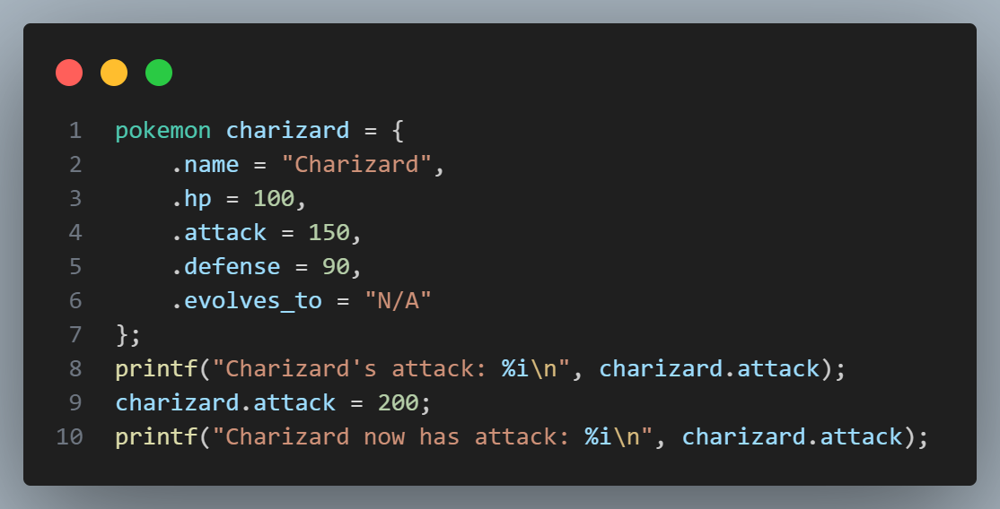 1 pokemon charizard = {
2     .name = "Charizard",
3     .hp = 100,
4     .attack = 150,
5     .defense = 90,
6     .evolves_to = "N/A"
7 };
8 printf("Charizard's attack: %i\n", charizard.attack);
9 charizard.attack = 200;
10 printf("Charizard now has attack: %i\n", charizard.attack);